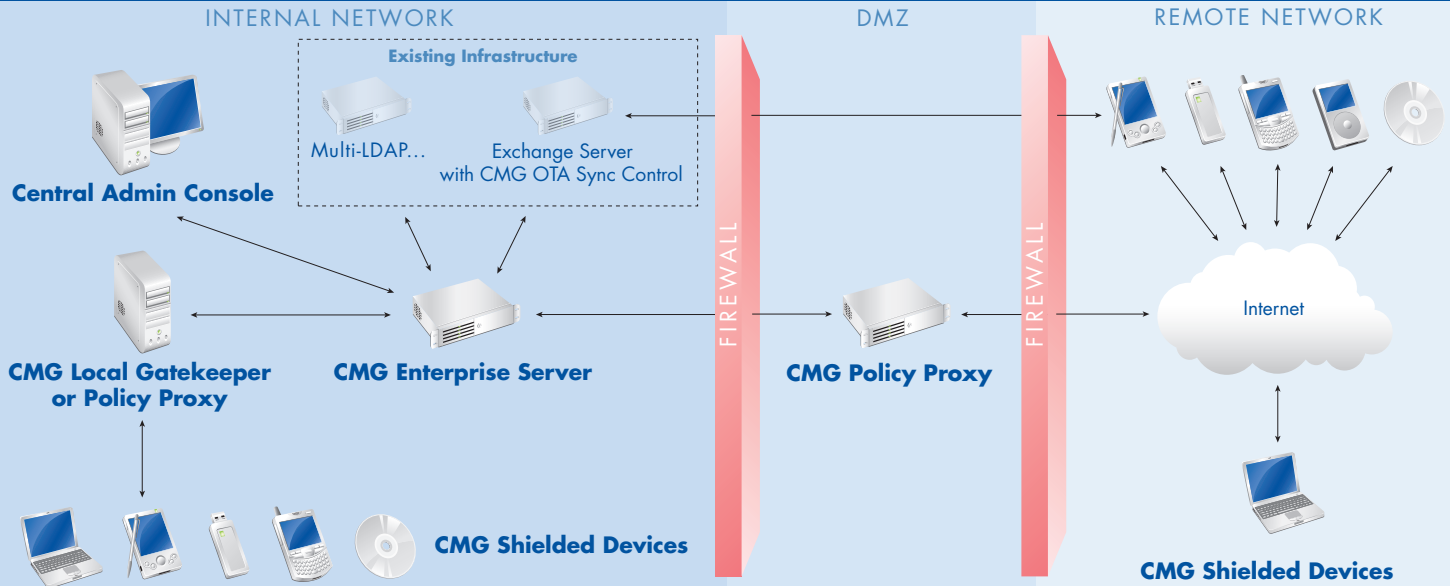 INTERNAL NETWORK
DMZ
REMOTE NETWORK
Existing Infrastructure
Multi-LDAP...
Exchange Server
with CMG OTA Sync Control
Central Admin Console
FIREWALL
FIREWALL
Internet
CMG Local Gatekeeper
or Policy Proxy
CMG Enterprise Server
CMG Policy Proxy
CMG Shielded Devices
CMG Shielded Devices